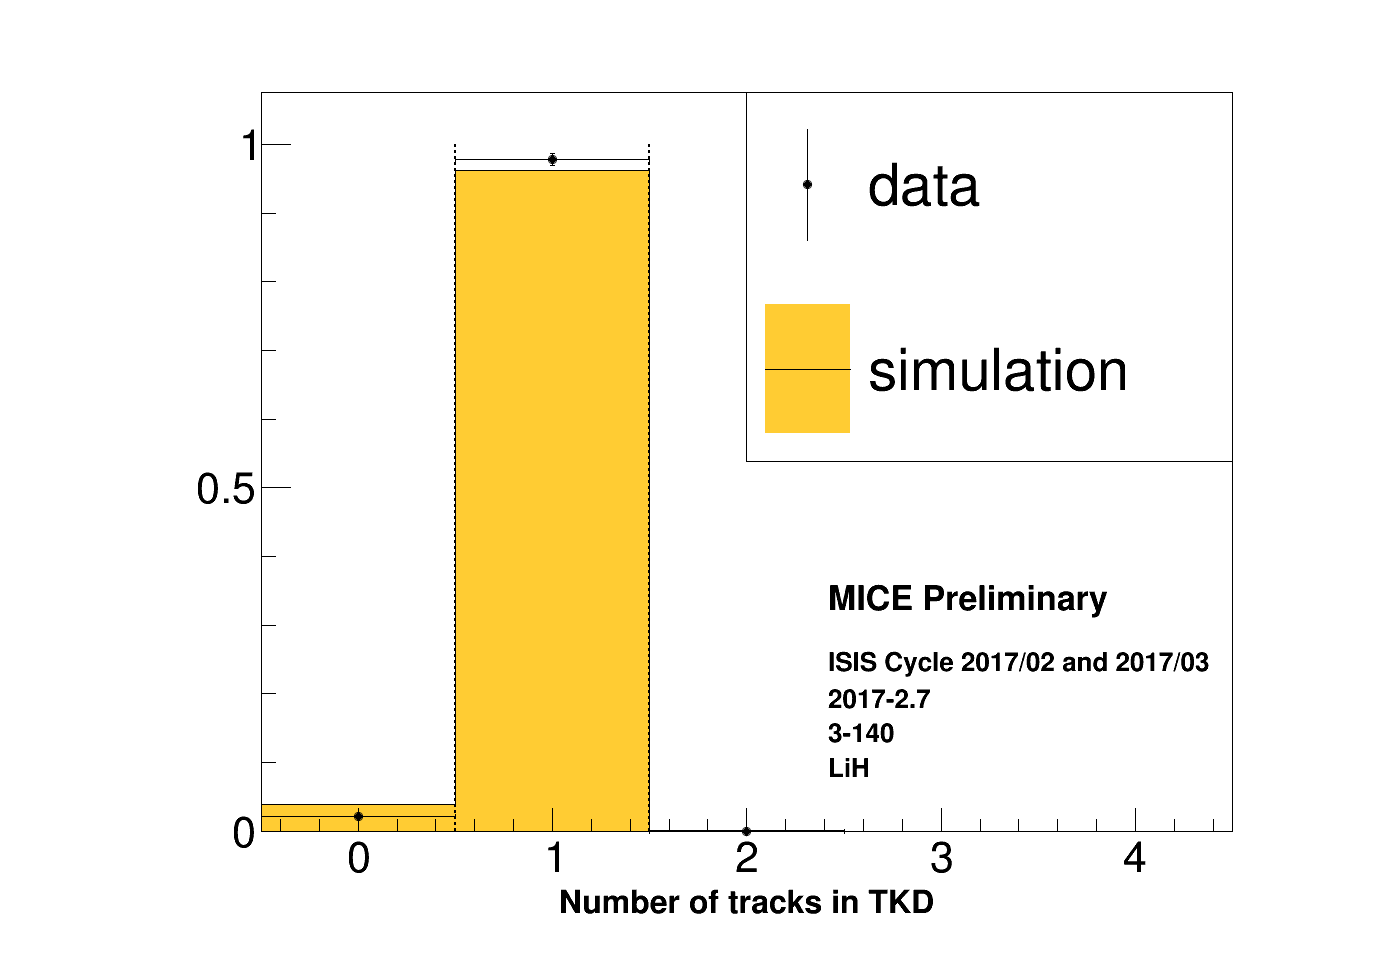 1
0.5
0
data
simulation
MICE Preliminary
ISIS Cycle 2017/02 and 2017/03
2017-2.7
3-140
LiH
0 1 2 3 4
Number of tracks in TKD